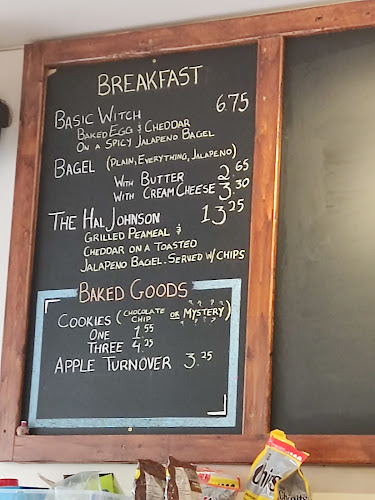 BREAKFAST
BASIC WITCH 6.75
BAKED EGG & CHEDDAR
ON A SPICY JALAPENO BAGEL
BAGEL (PLAIN, EVERYTHING, JALAPENO)
WITH BUTTER 2.65
WITH CREAM CHEESE 3.30
THE HAL JOHNSON 13.25
GRILLED PEAMEAL &
CHEDDAR ON A TOASTED
JALAPENO BAGEL. SERVED W/ CHIPS
BAKED GOODS
COOKIES (CHOCOLATE CHIP OR ? ? ? ? MYSTERY ? ? ? ?)
ONE 1.55
THREE 4.25
APPLE TURNOVER 3.25
Chips